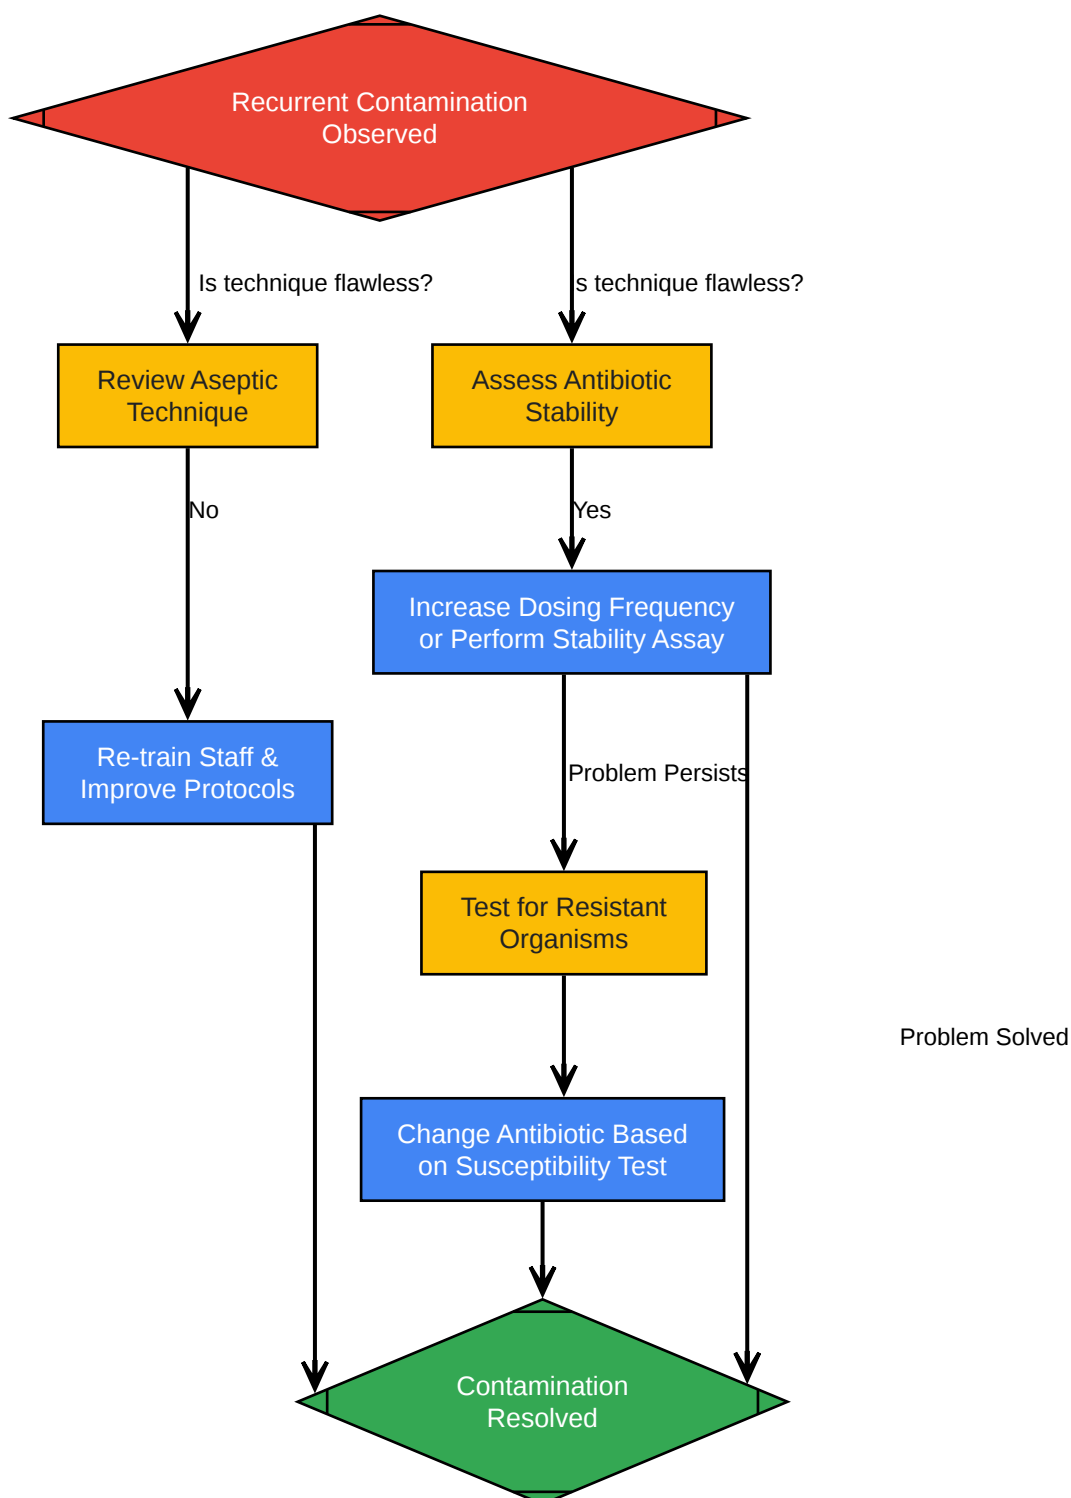 Recurrent Contamination
Observed
Is technique flawless?
s technique flawless?
Review Aseptic
Technique
Assess Antibiotic
Stability
No
Yes
Increase Dosing Frequency
or Perform Stability Assay
Re-train Staff &
Improve Protocols
Problem Persists
Test for Resistant
Organisms
Problem Solved
Change Antibiotic Based
on Susceptibility Test
Contamination
Resolved